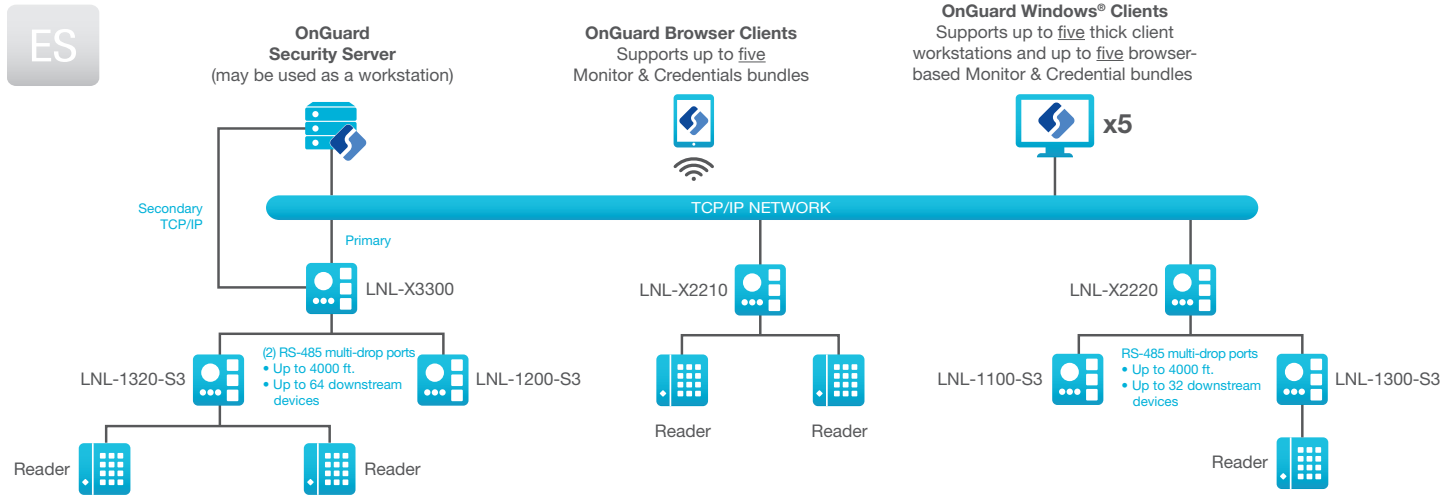 ES
OnGuard
Security Server
(may be used as a workstation)
OnGuard Browser Clients
Supports up to five
Monitor & Credentials bundles
OnGuard Windows® Clients
Supports up to five thick client
workstations and up to five browser-
based Monitor & Credential bundles
x5
Secondary
TCP/IP
TCP/IP NETWORK
Primary
LNL-X3300
LNL-X2210
LNL-X2220
LNL-1320-S3
(2) RS-485 multi-drop ports
• Up to 4000 ft.
• Up to 64 downstream
devices
LNL-1200-S3
LNL-1100-S3
RS-485 multi-drop ports
• Up to 4000 ft.
• Up to 32 downstream
devices
LNL-1300-S3
Reader
Reader
Reader
Reader
Reader